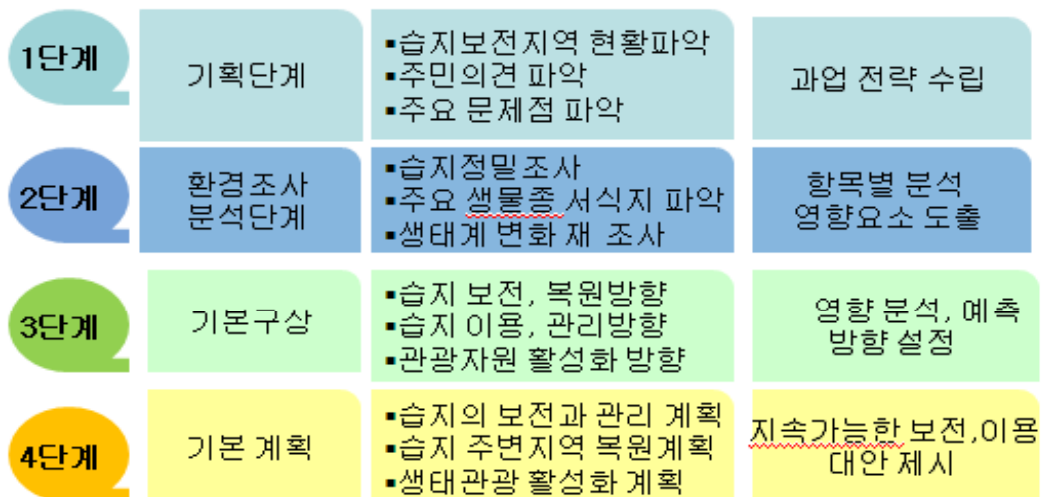 1단계
기획단계
▪습지보전지역 현황파악
▪주민의견 파악
▪주요 문제점 파악
과업 전략 수립
2단계
환경조사
분석단계
▪습지정밀조사
▪주요 생물종 서식지 파악
▪생태계 변화 재 조사
항목별 분석
영향요소 도출
3단계
기본구상
▪습지 보전, 복원방향
▪습지 이용, 관리방향
▪관광자원 활성화 방향
영향 분석, 예측
방향 설정
4단계
기본 계획
▪습지의 보전과 관리 계획
▪습지 주변지역 복원계획
▪생태관광 활성화 계획
지속가능한 보전,이용
대안 제시